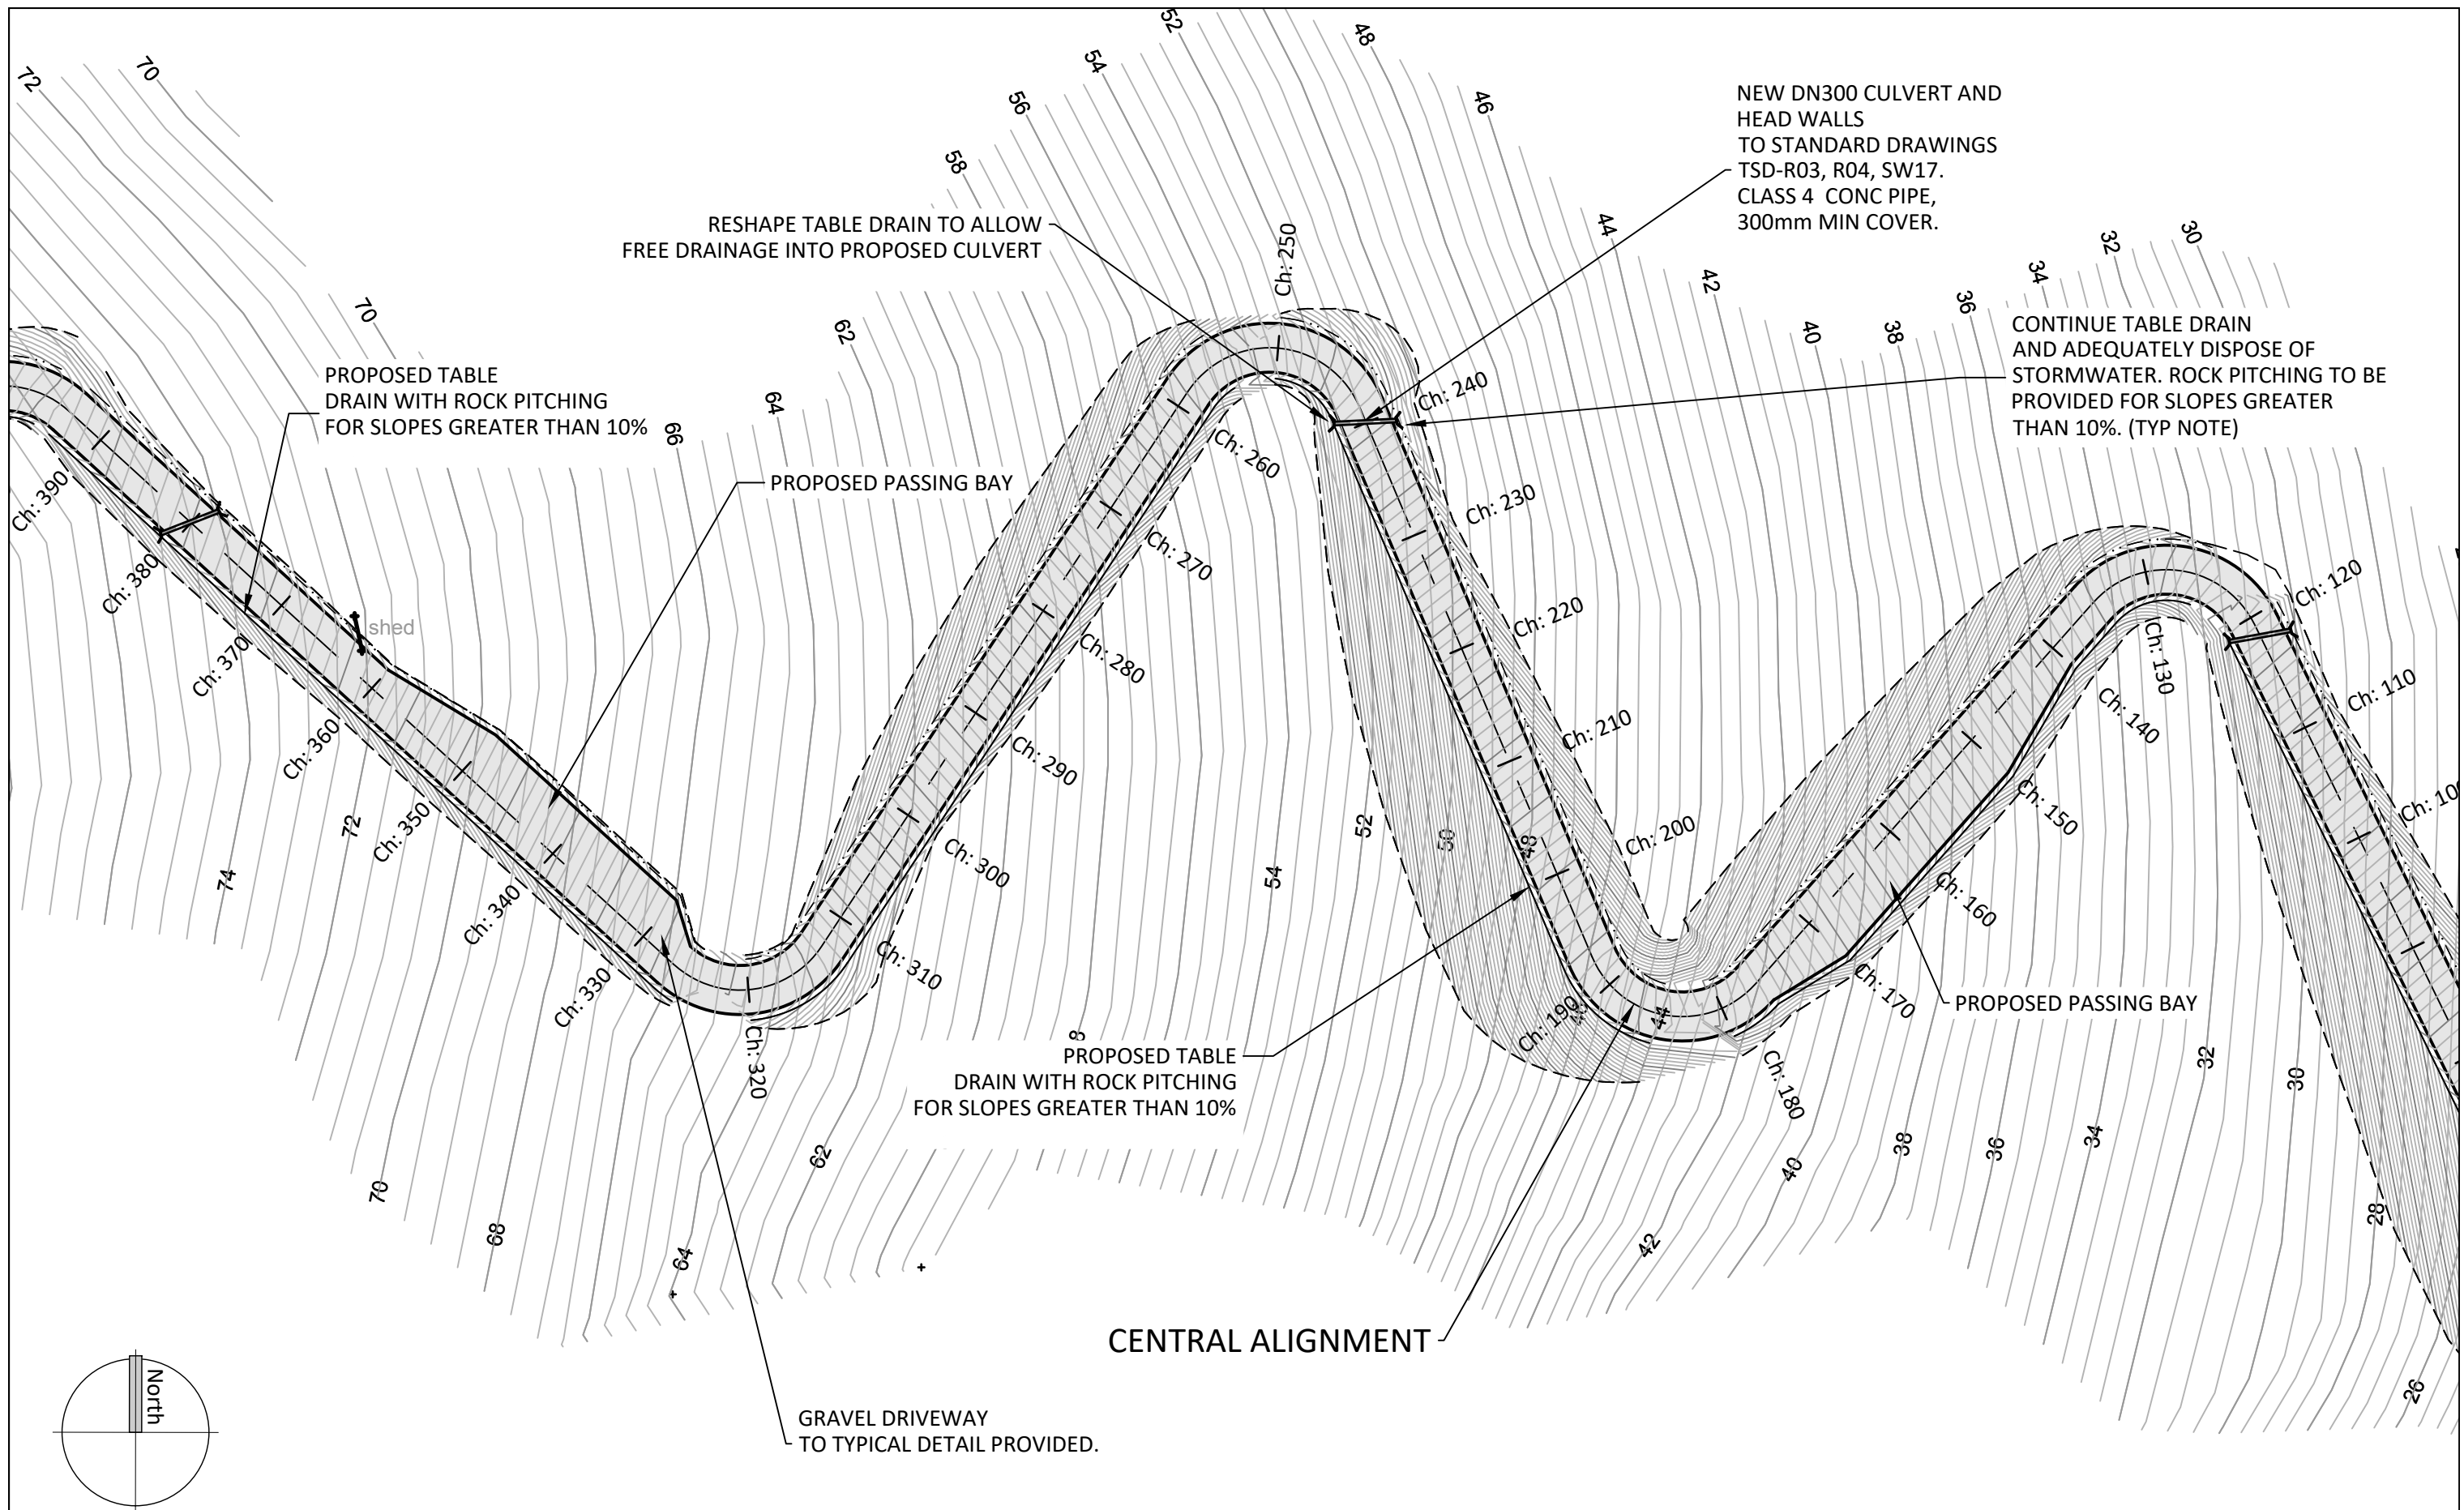 72
70
52
54
56
58
48
46
44
42
40
38
36
34
32
30
NEW DN300 CULVERT AND
HEAD WALLS
TO STANDARD DRAWINGS
TSD-R03, R04, SW17.
CLASS 4 CONC PIPE,
300mm MIN COVER.
RESHAPE TABLE DRAIN TO ALLOW
FREE DRAINAGE INTO PROPOSED CULVERT
Ch: 250
CONTINUE TABLE DRAIN
AND ADEQUATELY DISPOSE OF
STORMWATER. ROCK PITCHING TO BE
PROVIDED FOR SLOPES GREATER
THAN 10%. (TYP NOTE)
70
62
64
66
PROPOSED TABLE
DRAIN WITH ROCK PITCHING
FOR SLOPES GREATER THAN 10%
PROPOSED PASSING BAY
Ch: 240
Ch: 260
Ch: 230
Ch: 270
Ch: 220
Ch: 280
Ch: 210
Ch: 290
Ch: 200
Ch: 300
Ch: 310
Ch: 390
Ch: 380
Ch: 370
Ch: 360
Ch: 350
Ch: 340
Ch: 330
Ch: 320
shed
Ch: 120
Ch: 110
Ch: 100
Ch: 130
Ch: 140
Ch: 150
Ch: 160
Ch: 170
Ch: 180
Ch: 190
72
74
52
50
48
54
44
PROPOSED PASSING BAY
8
PROPOSED TABLE
DRAIN WITH ROCK PITCHING
FOR SLOPES GREATER THAN 10%
70
68
64
62
42
40
38
36
34
32
30
28
26
CENTRAL ALIGNMENT
GRAVEL DRIVEWAY
TO TYPICAL DETAIL PROVIDED.
North